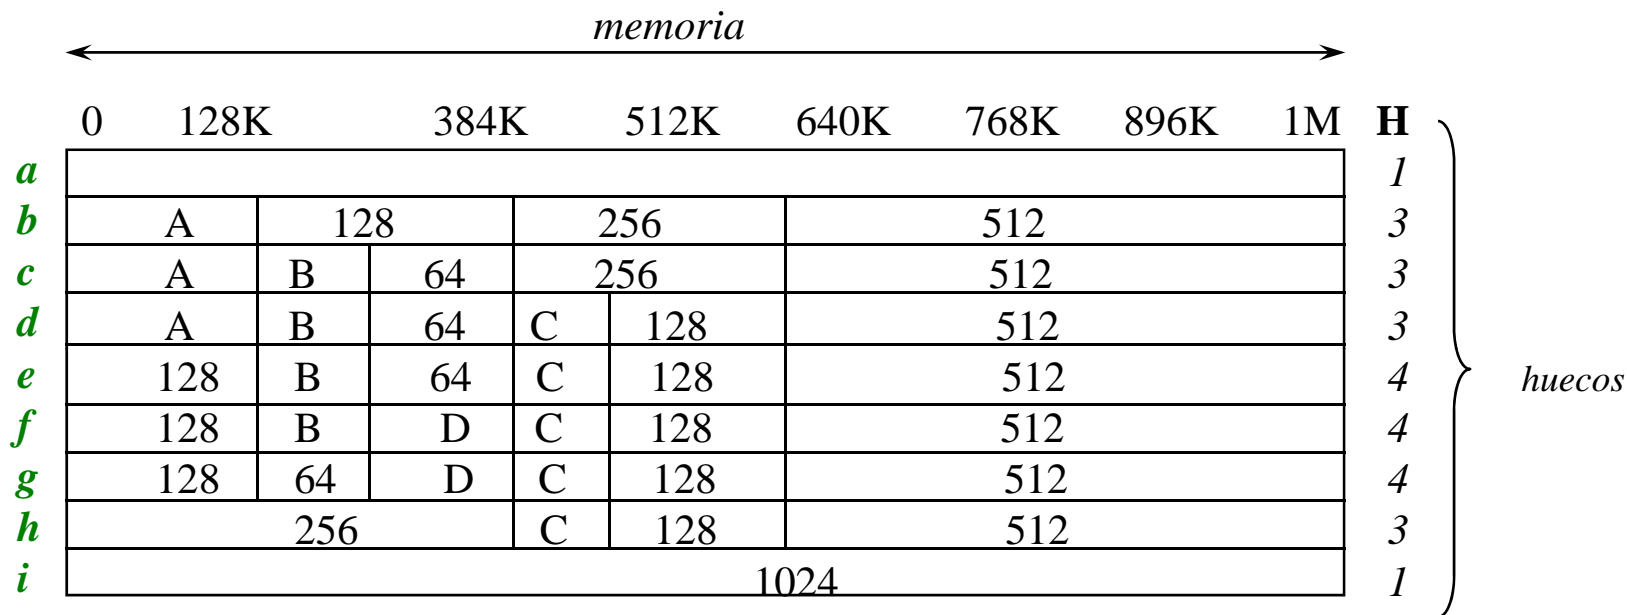 memoria
0 128K 384K 512K 640K 768K 896K 1M H
a 1
b A 128 256 512 3
c A B 64 256 512 3
d A B 64 C 128 512 3
e 128 B 64 C 128 512 4 huecos
f 128 B D C 128 512 4
g 128 64 D C 128 512 4
h 256 C 128 512 3
i 1024 1